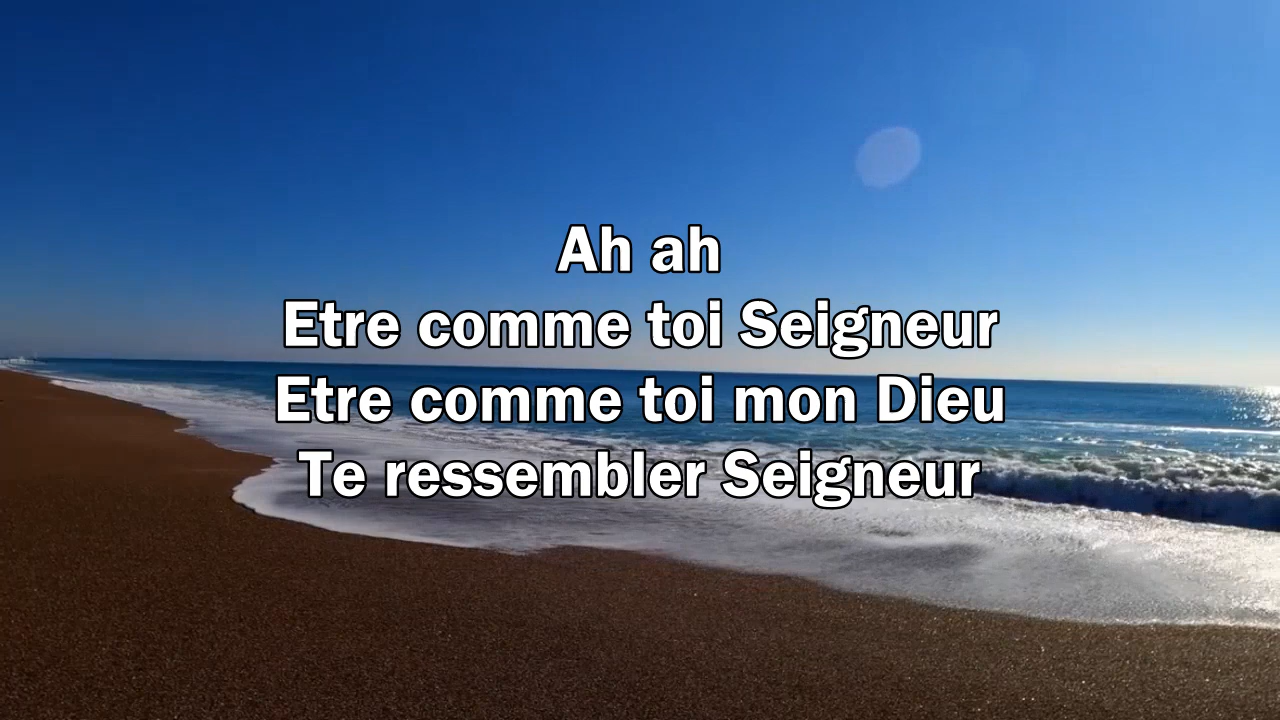 Ah ah
Etre comme toi Seigneur
Etre comme toi mon Dieu
Te ressembler Seigneur